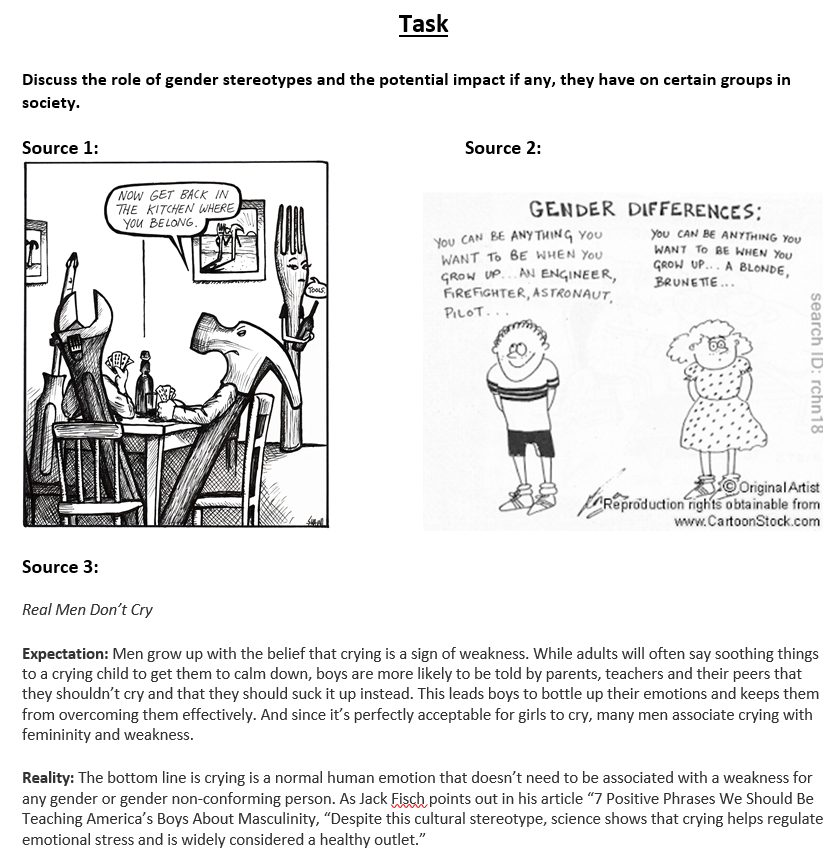 Task
Discuss the role of gender stereotypes and the potential impact if any, they have on certain groups in
society.
Source 1:
Source 2:
NOW GET BACK IN
THE KITCHEN WHERE
YOU BELONG.
TOOLS.
GENDER DIFFERENCES:
YOU CAN BE ANYTHING YOU
WANT TO BE WHEN YOU
GROW UP... AN ENGINEER,
FIREFIGHTER, ASTRONAUT,
PILOT...
YOU CAN BE ANYTHING YOU
WANT TO BE WHEN YOU
GROW UP... A BLONDE,
BRUNETTE...
search ID: rchn18
© Original Artist
Reproduction rights obtainable from
www.CartoonStock.com
Source 3:
Real Men Don’t Cry
Expectation: Men grow up with the belief that crying is a sign of weakness. While adults will often say soothing things
to a crying child to get them to calm down, boys are more likely to be told by parents, teachers and their peers that
they shouldn’t cry and that they should suck it up instead. This leads boys to bottle up their emotions and keeps them
from overcoming them effectively. And since it’s perfectly acceptable for girls to cry, many men associate crying with
femininity and weakness.
Reality: The bottom line is crying is a normal human emotion that doesn’t need to be associated with a weakness for
any gender or gender non-conforming person. As Jack Fisch points out in his article “7 Positive Phrases We Should Be
Teaching America’s Boys About Masculinity, “Despite this cultural stereotype, science shows that crying helps regulate
emotional stress and is widely considered a healthy outlet.”